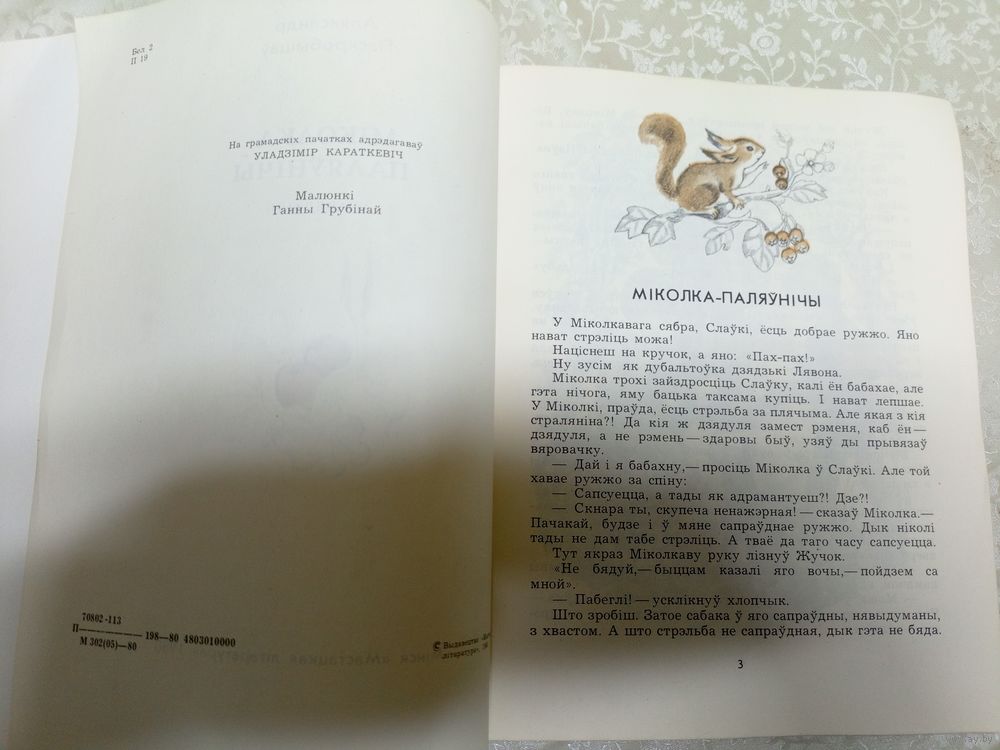 Бел 2
П 19
На грамадскіх пачатках адрэдагаваў
УЛАДЗІМІР КАРАТКЕВІЧ
Малюнкі
Ганны Грубінай
70802-113
П————— 198—80 4803010000
М 302(05)—80
© Выдавецтва
літаратура»,
МІКОЛКА-ПАЛЯЎНІЧЫ
У Міколкавага сябра, Слаўкі, ёсць добрае ружжо. Яно
нават стрэліць можа!
Націснеш на кручок, а яно: «Пах-пах!»
Ну зусім як дубальтоўка дзядзькі Лявона.
Міколка трохі зайздросціць Слаўку, калі ён бабахае, але
гэта нічога, яму бацька таксама купіць. І нават лепшае.
У Міколкі, праўда, ёсць стрэльба за плячыма. Але якая з кія
страляніна?! Да кія ж дзядуля замест рэменя, каб ён—
дзядуля, а не рэмень—здаровы быў, узяў ды прывязаў
вяровачку.
— Дай і я бабахну,—просіць Міколка ў Слаўкі. Але той
хавае ружжо за спіну:
— Сапсуецца, а тады як адрамантуеш?! Дзе?!
— Скнара ты, скупеча ненажэрная!—сказаў Міколка.—
Пачакай, будзе і ў мяне сапраўднае ружжо. Дык ніколі
тады не дам табе стрэліць. А тваё да таго часу сапсуецца.
Тут якраз Міколкаву руку лізнуў Жучок.
«Не бядуй,—быццам казалі яго вочы,—пойдзем са
мной».
— Пабеглі!—усклікнуў хлопчык.
Што зробіш. Затое сабака ў яго сапраўдны, нявыдуманы,
з хвастом. А што стрэльба не сапраўдная, дык гэта не бяда.
3